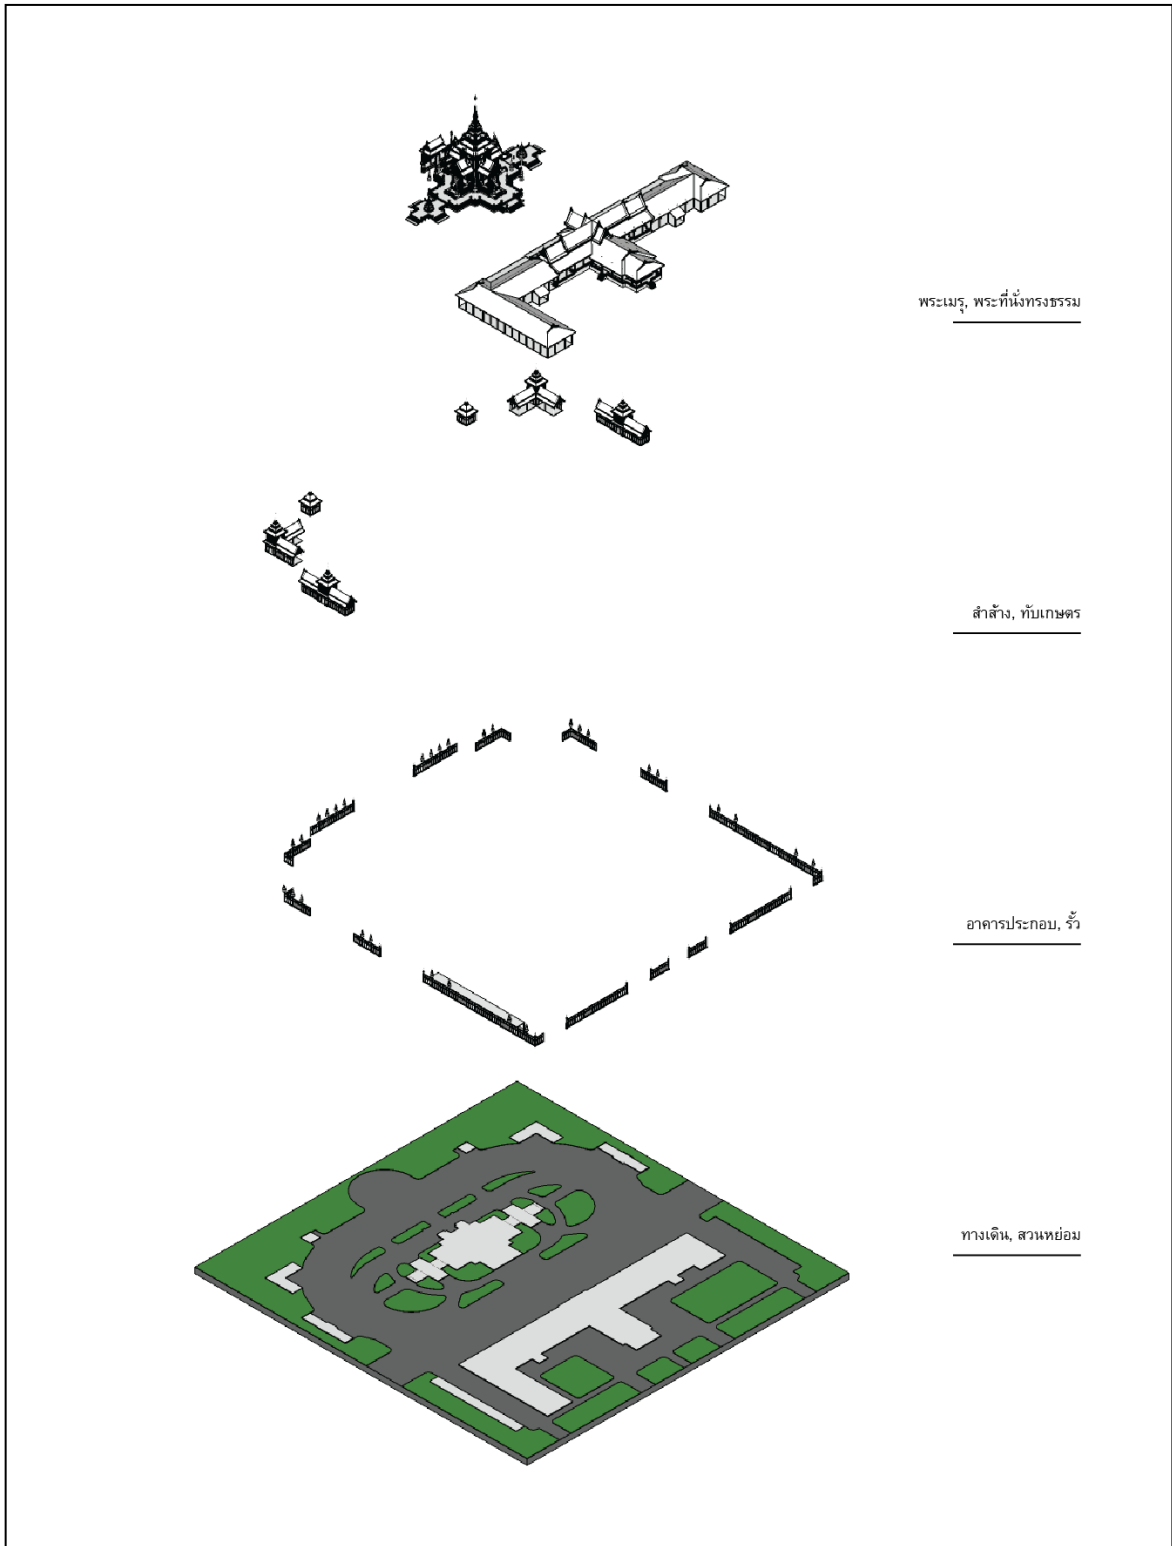 พระเมรุ, พระที่นั่งทรงธรรม
สำส้าง, ทับเกษตร
อาคารประกอบ, รั้ว
ทางเดิน, สวนหย่อม